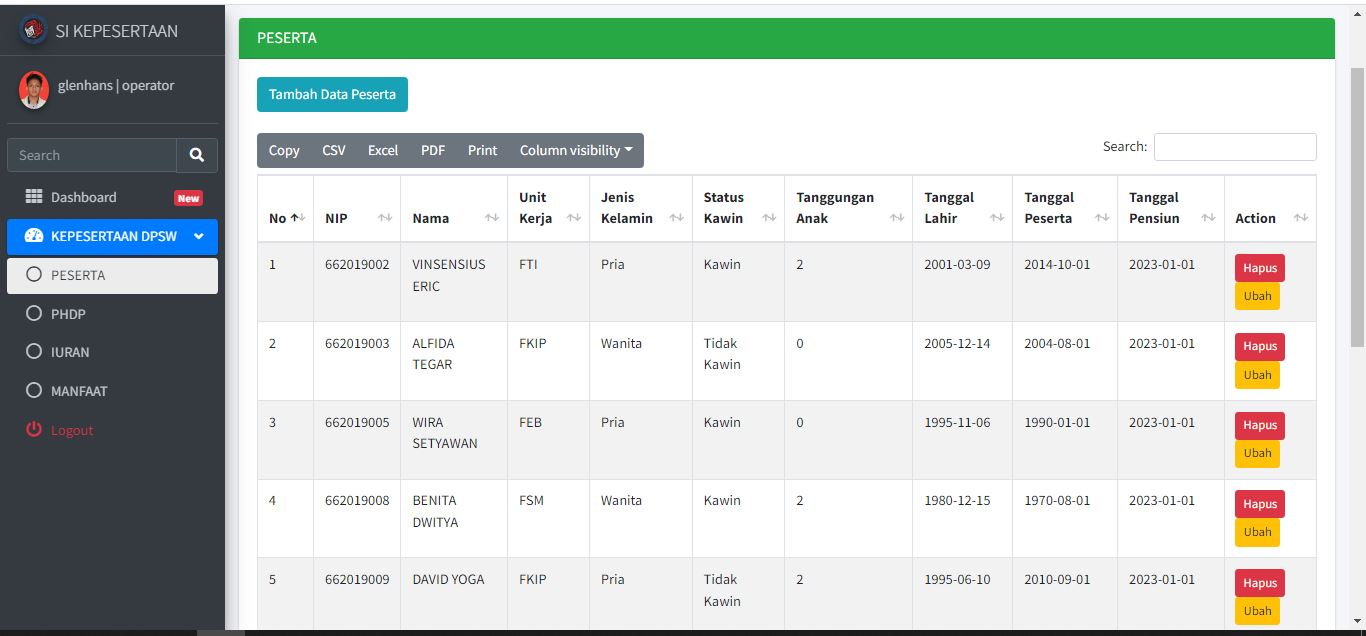 SI KEPESERTAAN
glenhans | operator
Search
Dashboard New
KEPESERTAAN DPSW
PESERTA
PHDP
IURAN
MANFAAT
Logout
PESERTA
Tambah Data Peserta
Copy CSV Excel PDF Print Column visibility
Search:
No NIP Nama Unit Kerja Jenis Kelamin Status Kawin Tanggungan Anak Tanggal Lahir Tanggal Peserta Tanggal Pensiun Action
1 662019002 VINSENSIUS ERIC FTI Pria Kawin 2 2001-03-09 2014-10-01 2023-01-01 Hapus Ubah
2 662019003 ALFIDA TEGAR FKIP Wanita Tidak Kawin 0 2005-12-14 2004-08-01 2023-01-01 Hapus Ubah
3 662019005 WIRA SETYAWAN FEB Pria Kawin 0 1995-11-06 1990-01-01 2023-01-01 Hapus Ubah
4 662019008 BENITA DWITYA FSM Wanita Kawin 2 1980-12-15 1970-08-01 2023-01-01 Hapus Ubah
5 662019009 DAVID YOGA FKIP Pria Tidak Kawin 2 1995-06-10 2010-09-01 2023-01-01 Hapus Ubah